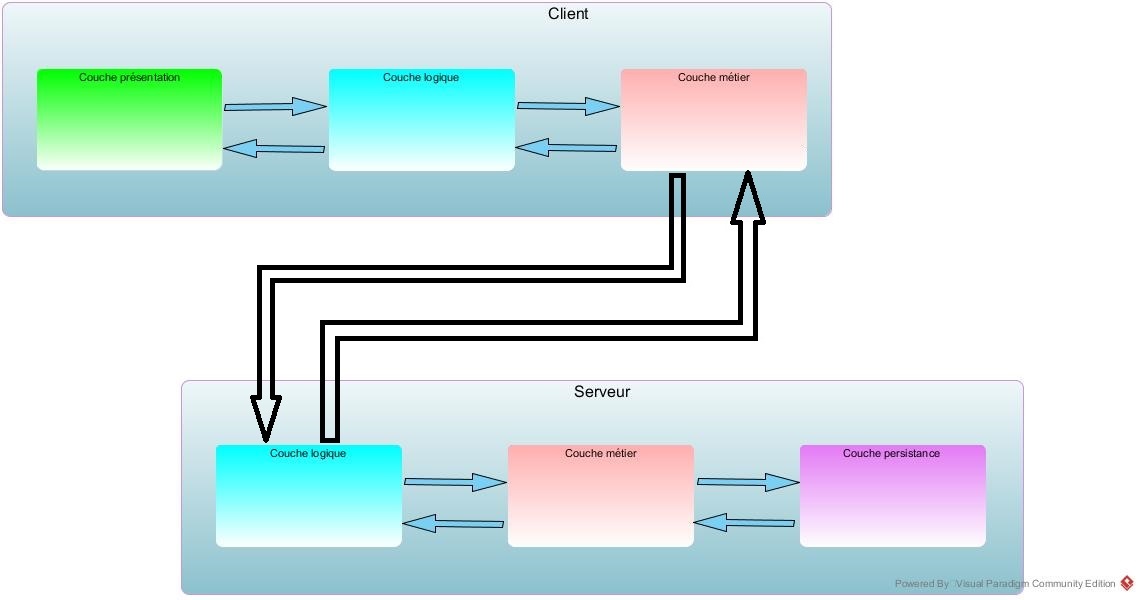 Client
Couche présentation
Couche logique
Couche métier
Serveur
Couche logique
Couche métier
Couche persistance
Powered By Visual Paradigm Community Edition